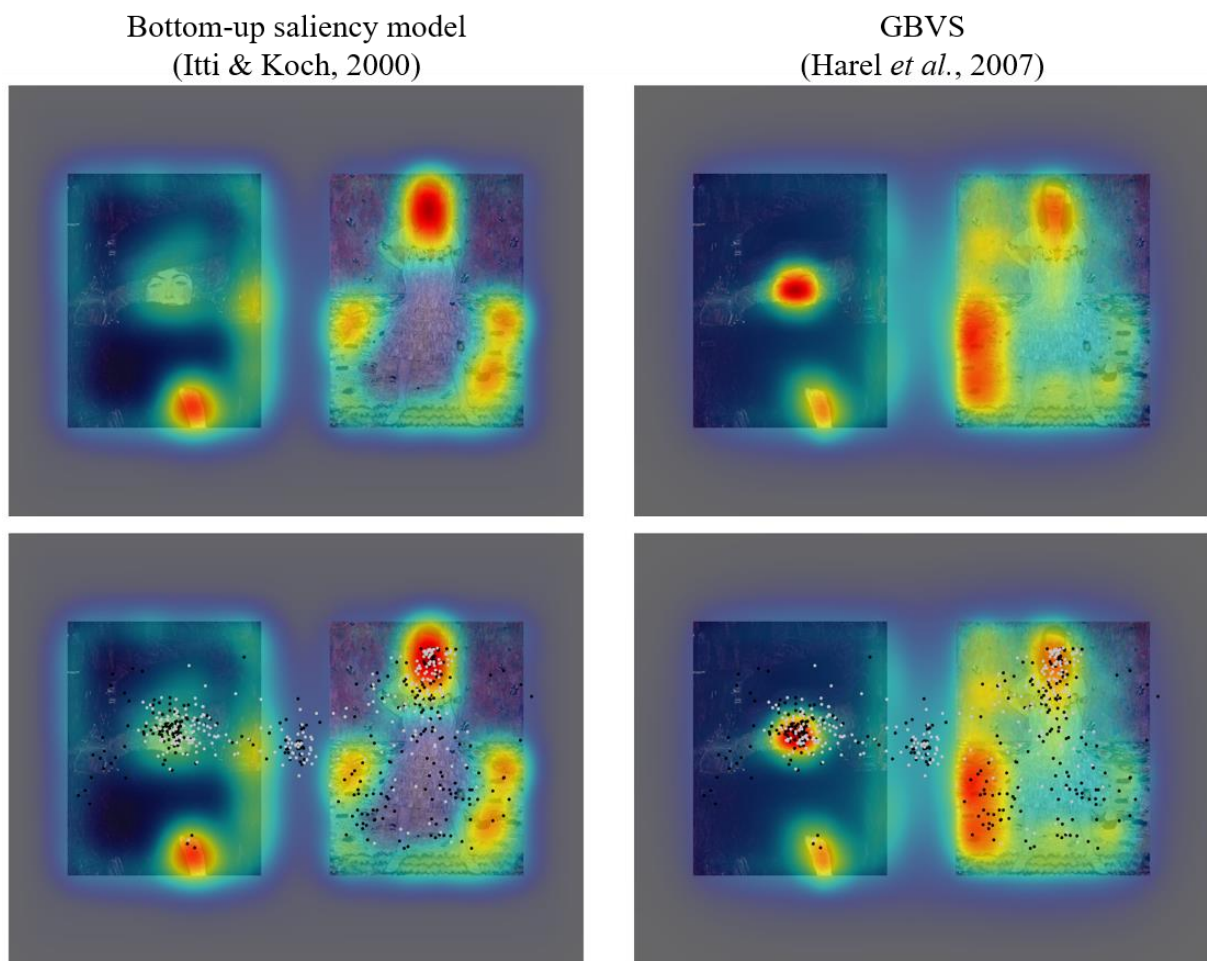 Bottom-up saliency model
(Itti & Koch, 2000)
GBVS
(Harel et al., 2007)